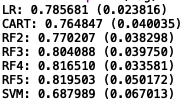 LR: 0.785681 (0.023816)
CART: 0.764847 (0.040035)
RF2: 0.770207 (0.038298)
RF3: 0.804088 (0.039750)
RF4: 0.816510 (0.033581)
RF5: 0.819503 (0.050172)
SVM: 0.687989 (0.067013)